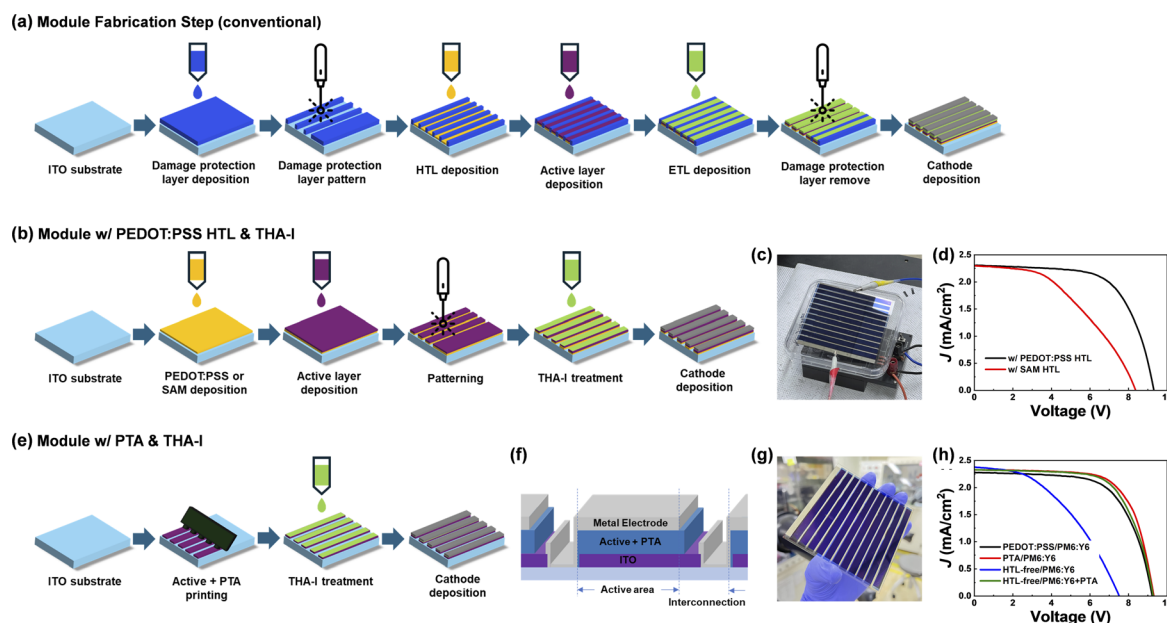 (a) Module Fabrication Step (conventional)
ITO substrate
Damage protection
layer deposition
Damage protection
layer pattern
HTL deposition
Active layer
deposition
ETL deposition
Damage protection
layer remove
Cathode
deposition
(b) Module w/ PEDOT:PSS HTL & THA-I
ITO substrate
PEDOT:PSS or
SAM deposition
Active layer
deposition
Patterning
THA-I treatment
Cathode
deposition
(c)
(d)
2.5
2.0
1.5
1.0
0.5
0.0
J (mA/cm²)
w/ PEDOT:PSS HTL
w/ SAM HTL
0 2 4 6 8 1
Voltage (V)
(e) Module w/ PTA & THA-I
ITO substrate
Active + PTA
printing
THA-I treatment
Cathode
deposition
(f)
Metal Electrode
Active + PTA
ITO
Active area
Interconnection
(g)
(h)
2.5
2.0
1.5
1.0
0.5
0.0
J (mA/cm²)
PEDOT:PSS/PM6:Y6
PTA/PM6:Y6
HTL-free/PM6:Y6
HTL-free/PM6:Y6+PTA
0 2 4 6 8 1
Voltage (V)